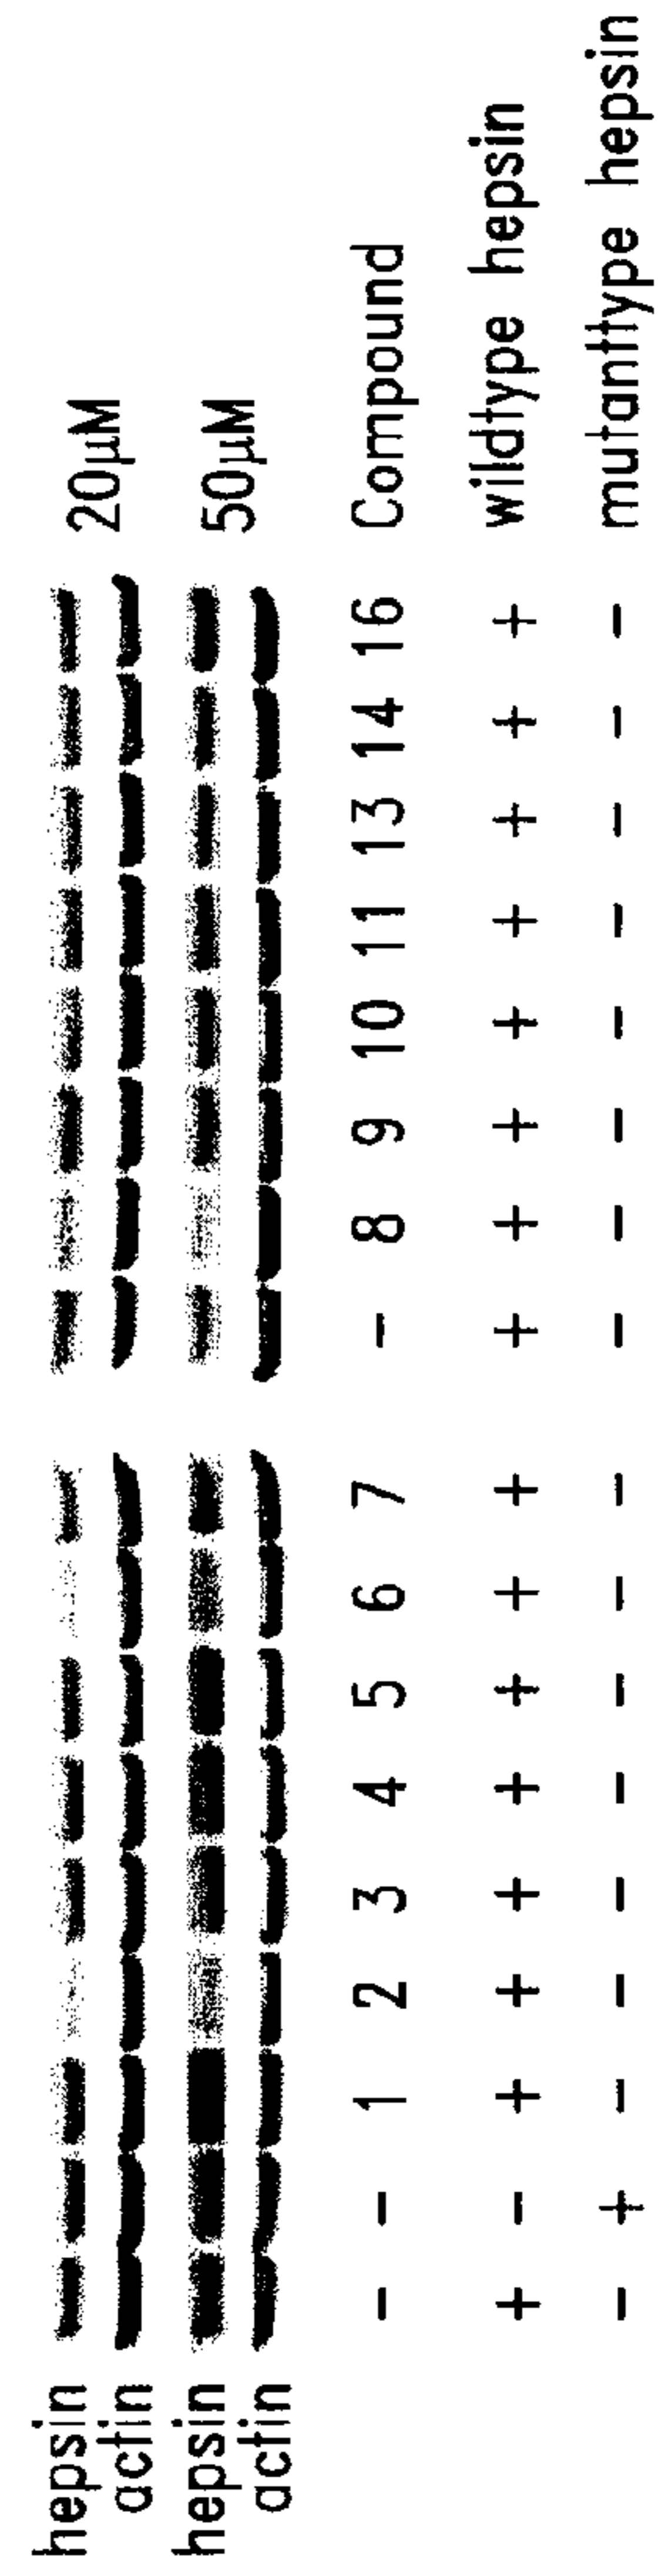 hepsin 20μM
actin
hepsin 50μM
actin
- - 1 2 3 4 5 6 7 - 8 9 10 11 13 14 16 Compound
+ - + + + + + + + + + + + + + + + wildtype hepsin
- + - - - - - - - - - - - - - - - mutanttype hepsin